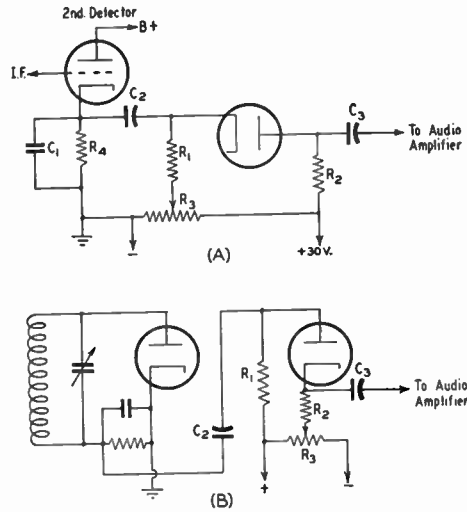 2nd. Detector
B+
I.F.
C2
C3
To Audio
Amplifier
C1
R4
R1
R2
R3
−
+30V.
(A)
R1
C3
To Audio
Amplifier
C2
R2
R3
+
−
(B)